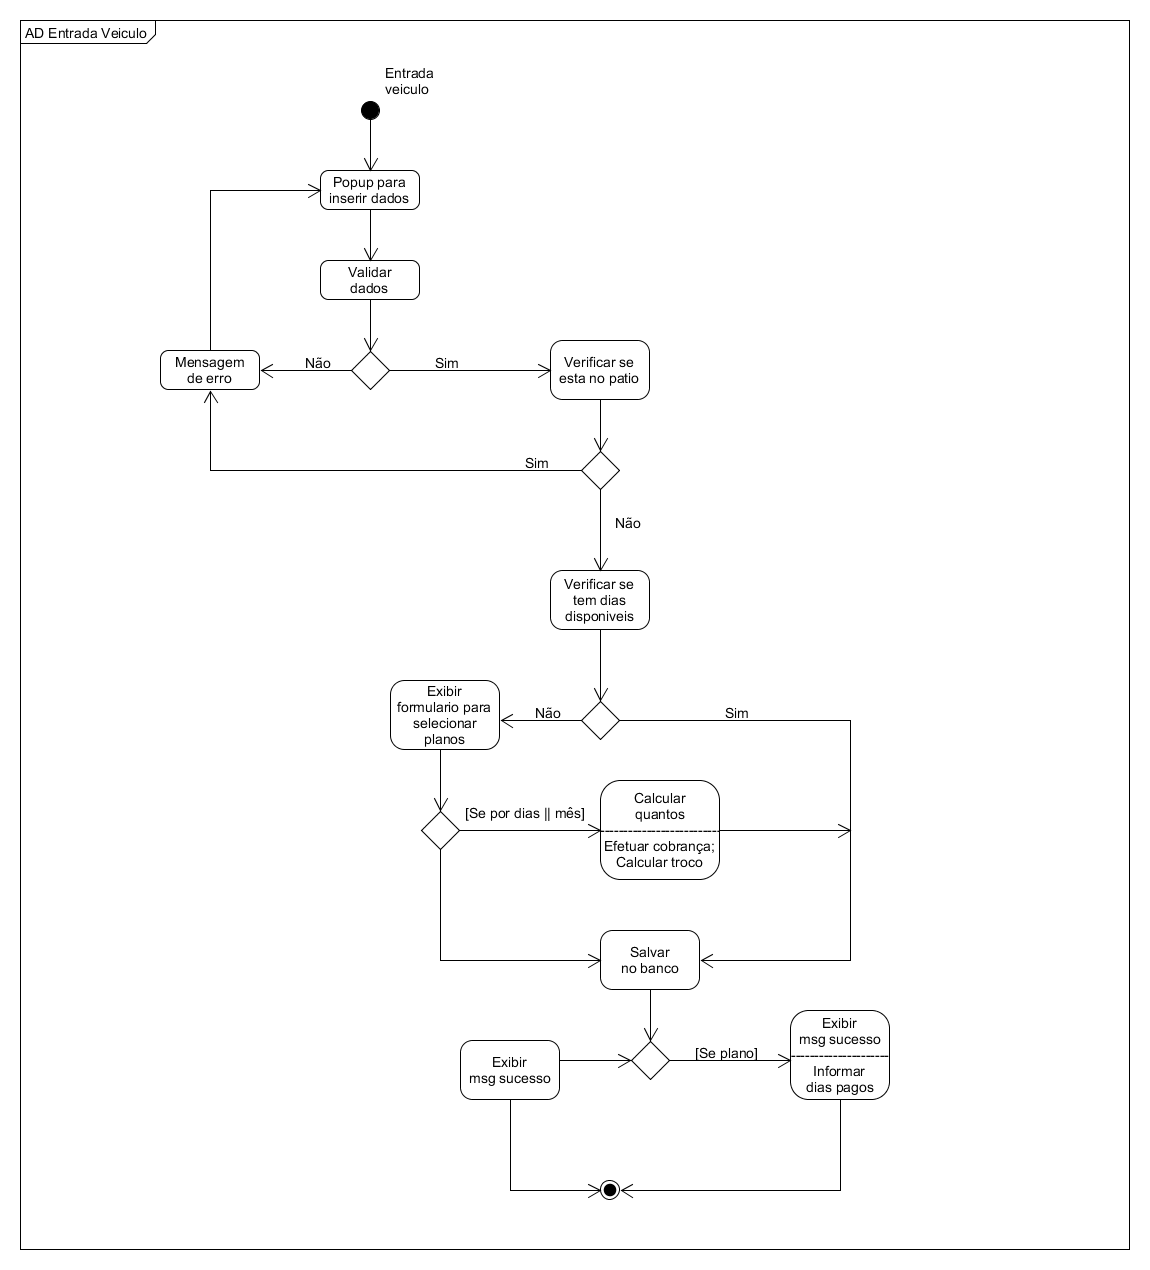 AD Entrada Veiculo
Entrada
veiculo
Popup para
inserir dados
Validar
dados
Mensagem
de erro
Não
Sim
Verificar se
esta no patio
Sim
Não
Verificar se
tem dias
disponiveis
Exibir
formulario para
selecionar
planos
Não
Sim
[Se por dias || mês]
Calcular
quantos
Efetuar cobrança;
Calcular troco
Salvar
no banco
Exibir
msg sucesso
[Se plano]
Exibir
msg sucesso
Informar
dias pagos